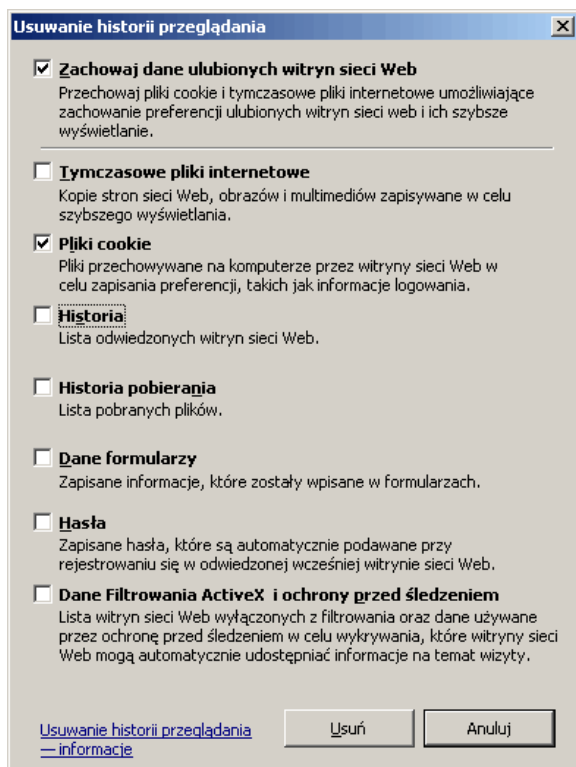 Usuwanie historii przeglądania
Zachowaj dane ulubionych witryn sieci Web
Przechowaj pliki cookie i tymczasowe pliki internetowe umożliwiające
zachowanie preferencji ulubionych witryn sieci web i ich szybsze
wyświetlanie.
Tymczasowe pliki internetowe
Kopie stron sieci Web, obrazów i multimediów zapisywane w celu
szybszego wyświetlania.
Pliki cookie
Pliki przechowywane na komputerze przez witryny sieci Web w
celu zapisania preferencji, takich jak informacje logowania.
Historia
Lista odwiedzonych witryn sieci Web.
Historia pobierania
Lista pobranych plików.
Dane formularzy
Zapisane informacje, które zostały wpisane w formularzach.
Hasła
Zapisane hasła, które są automatycznie podawane przy
rejestrowaniu się w odwiedzonej wcześniej witrynie sieci Web.
Dane Filtrowania ActiveX i ochrony przed śledzeniem
Lista witryn sieci Web wyłączonych z filtrowania oraz dane używane
przez ochronę przed śledzeniem w celu wykrywania, które witryny sieci
Web mogą automatycznie udostępniać informacje na temat wizyty.
Usuwanie historii przeglądania
— informacje
Usuń
Anuluj